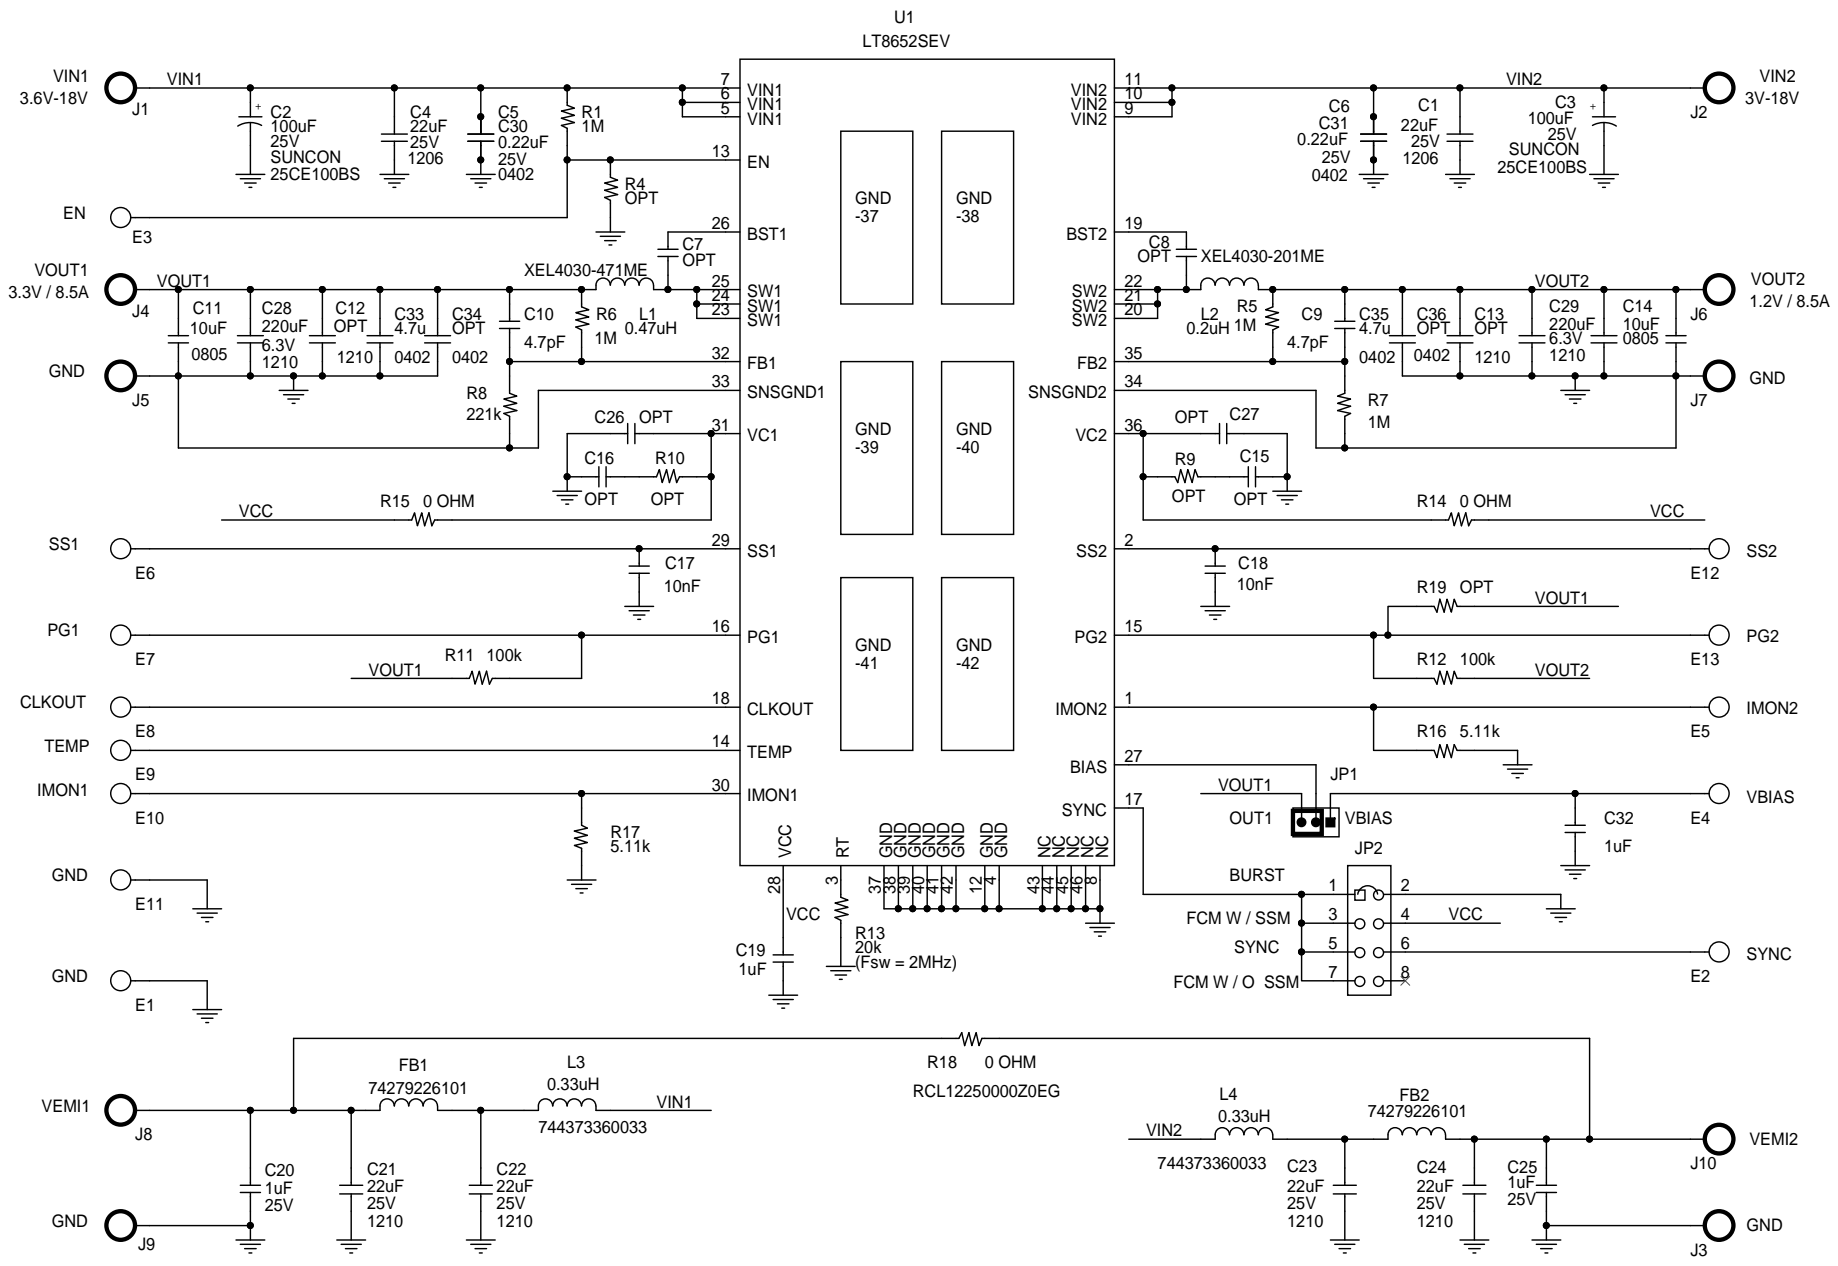 U1
LT8652SEV
VIN1
3.6V-18V
J1
VIN1
C2
100uF
25V
SUNCON
25CE100BS
+
C4
22uF
25V
1206
C5
C30
0.22uF
25V
0402
R1
1M
7
6
5
VIN1
VIN1
VIN1
13
EN
R4
OPT
EN
E3
26
BST1
C7
OPT
VOUT1
3.3V / 8.5A
J4
VOUT1
XEL4030-471ME
25
24
23
SW1
SW1
SW1
C11
10uF
0805
C28
220uF
6.3V
1210
C12
OPT
1210
C33
4.7u
0402
C34
OPT
0402
C10
4.7pF
R6
1M
L1
0.47uH
32
FB1
GND
J5
R8
221k
33
SNSGND1
C26
OPT
31
VC1
C16
OPT
R10
OPT
R15
0 OHM
VCC
SS1
E6
29
SS1
C17
10nF
PG1
E7
16
PG1
VOUT1
R11
100k
CLKOUT
E8
18
CLKOUT
TEMP
E9
14
TEMP
IMON1
E10
30
IMON1
R17
5.11k
GND
E11
GND
E1
GND
-37
GND
-38
GND
-39
GND
-40
GND
-41
GND
-42
VIN2
VIN2
VIN2
11
10
9
VIN2
VIN2
3V-18V
J2
C6
C31
0.22uF
25V
0402
C1
22uF
25V
1206
C3
100uF
25V
SUNCON
25CE100BS
+
BST2
19
C8
OPT
XEL4030-201ME
SW2
SW2
SW2
22
21
20
VOUT2
VOUT2
1.2V / 8.5A
J6
L2
0.2uH
R5
1M
C9
4.7pF
C35
4.7u
0402
C36
OPT
0402
C13
OPT
1210
C29
220uF
6.3V
1210
C14
10uF
0805
FB2
35
GND
J7
SNSGND2
34
R7
1M
VC2
36
OPT
C27
R9
OPT
C15
OPT
R14
0 OHM
VCC
SS2
2
C18
10nF
SS2
E12
R19
OPT
VOUT1
PG2
15
PG2
E13
R12
100k
VOUT2
IMON2
1
IMON2
E5
R16
5.11k
BIAS
27
JP1
VOUT1
OUT1
VBIAS
VBIAS
E4
C32
1uF
SYNC
17
JP2
BURST
1
2
FCM W / SSM
3
4
VCC
SYNC
5
6
SYNC
E2
FCM W / O SSM
7
8
VCC
RT
GND
GND
GND
GND
GND
GND
GND
GND
NC
NC
NC
NC
NC
28
3
37
38
39
40
41
42
12
4
43
44
45
46
8
VCC
C19
1uF
R13
20k
(Fsw = 2MHz)
R18
0 OHM
RCL12250000Z0EG
VEMI1
J8
FB1
74279226101
L3
0.33uH
744373360033
VIN1
C20
1uF
25V
C21
22uF
25V
1210
C22
22uF
25V
1210
GND
J9
VIN2
L4
0.33uH
744373360033
FB2
74279226101
VEMI2
J10
C23
22uF
25V
1210
C24
22uF
25V
1210
C25
1uF
25V
GND
J3